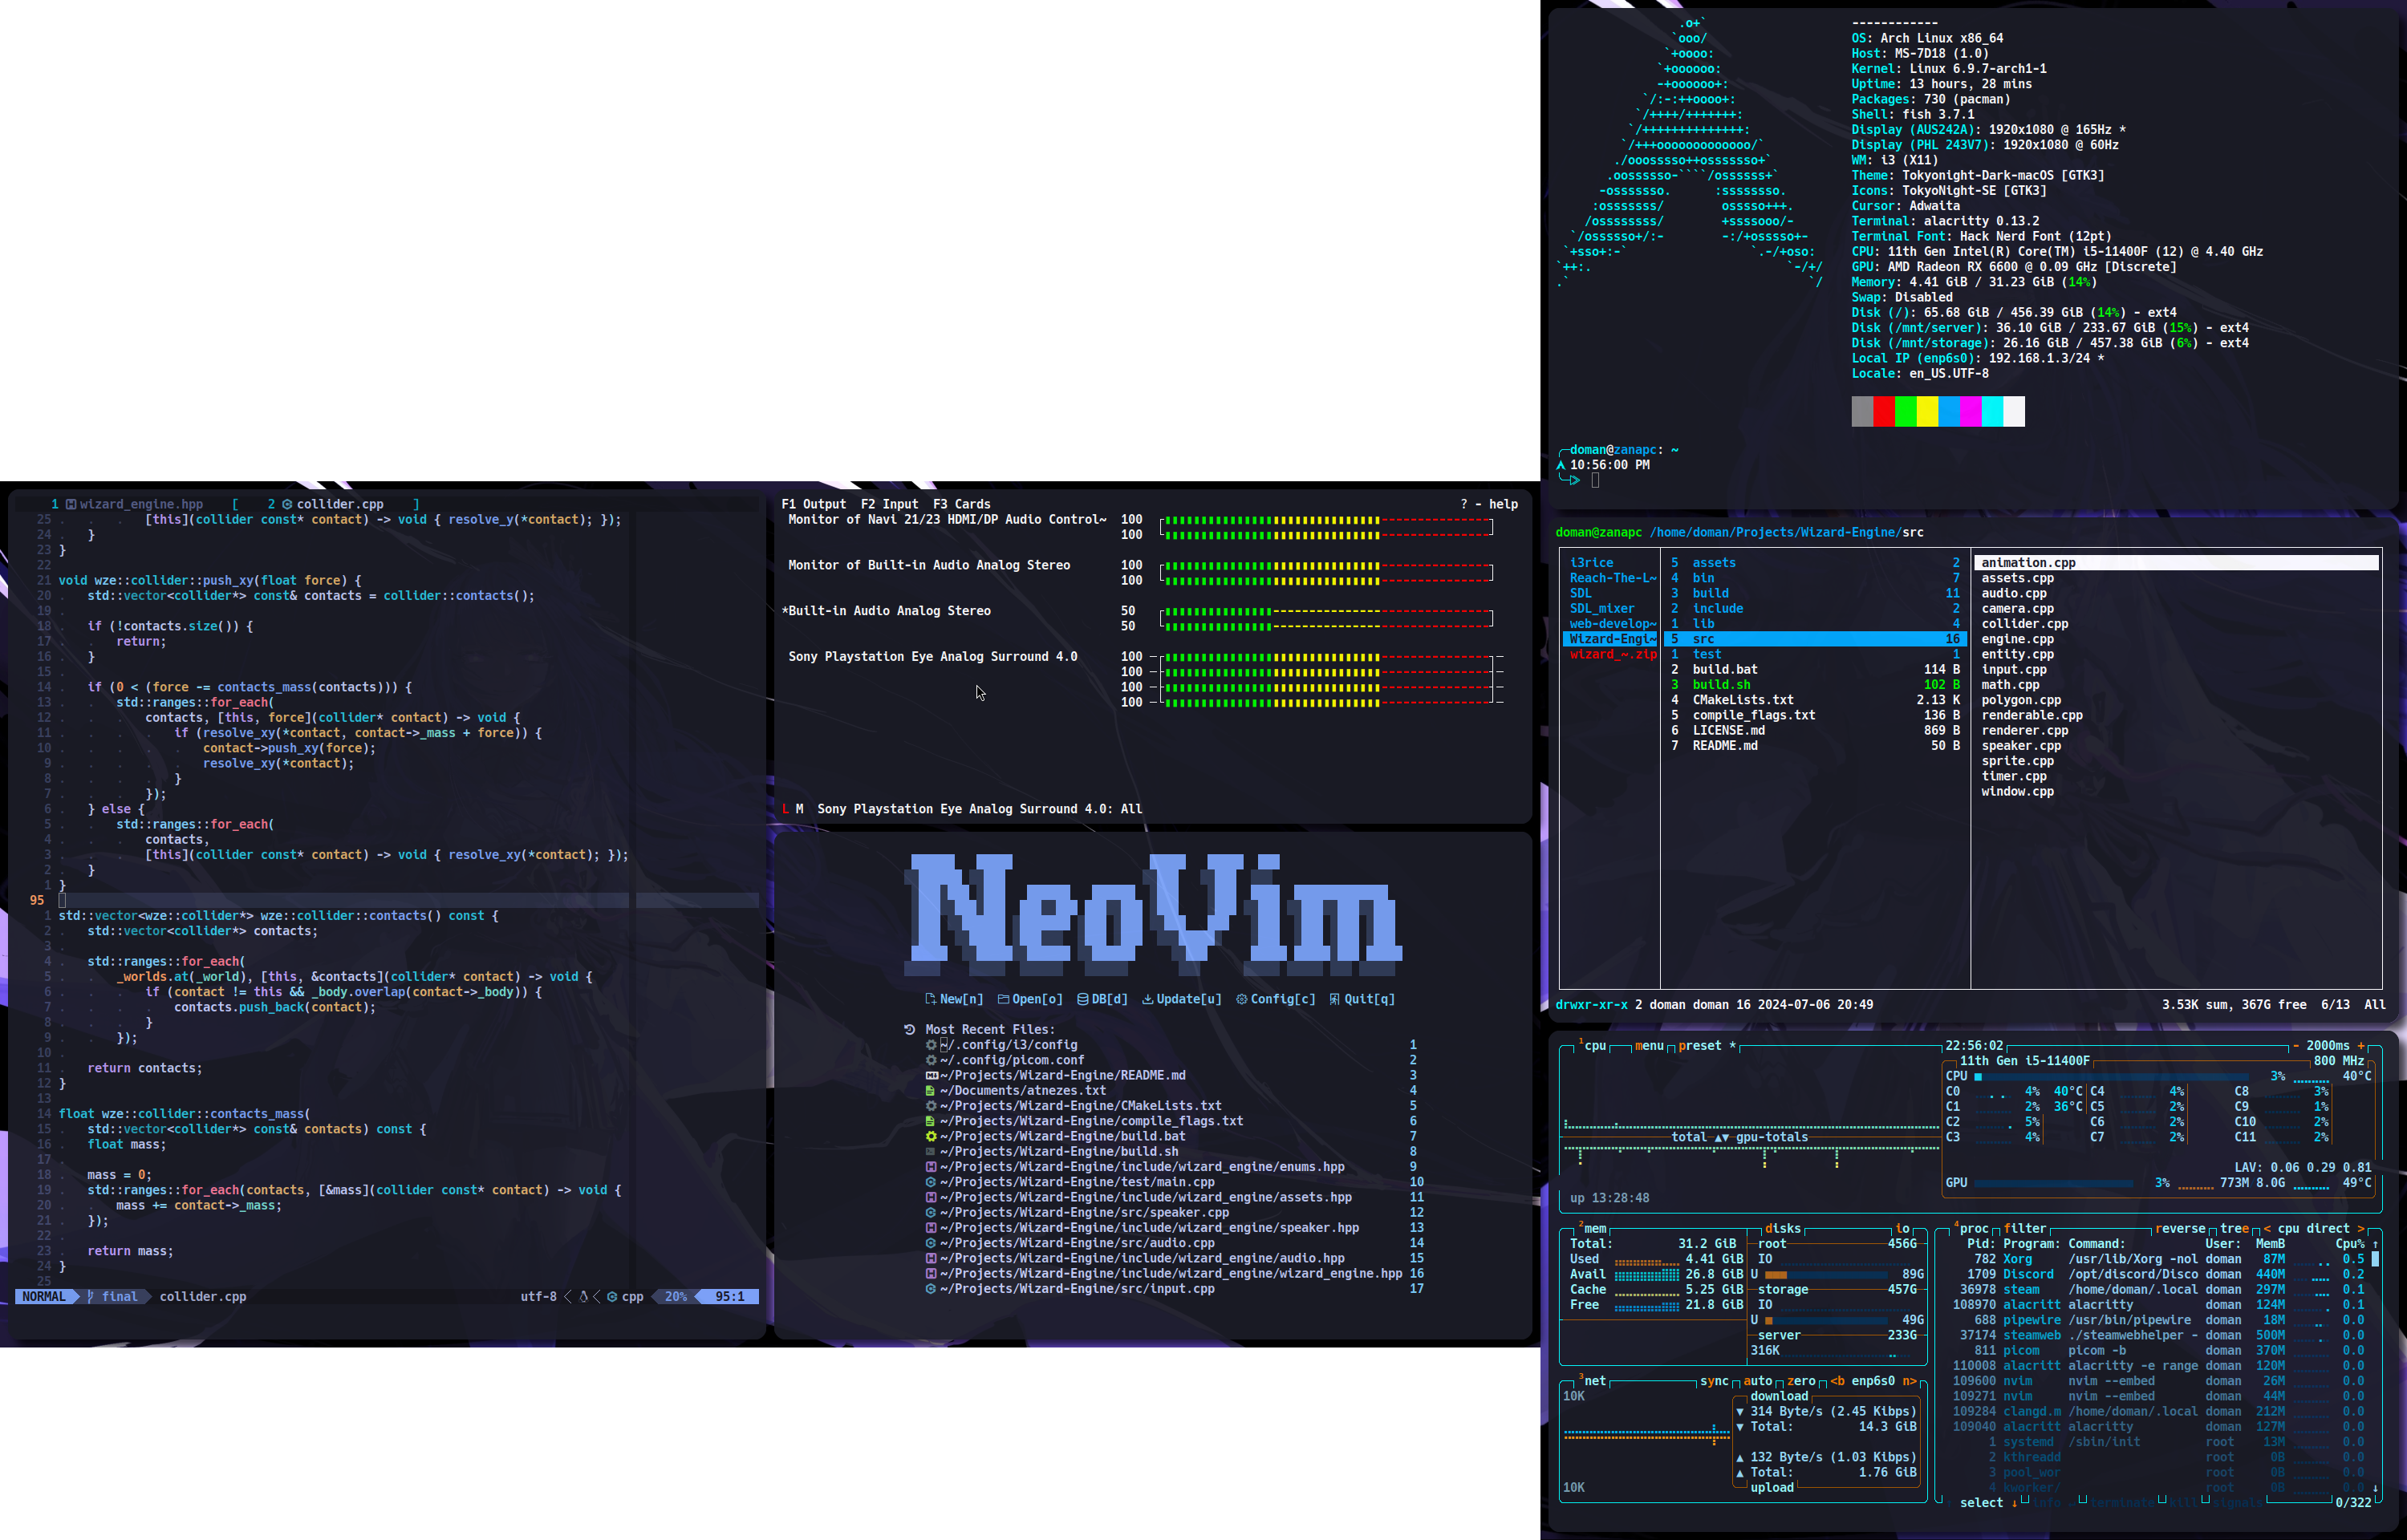 1 wizard_engine.hpp [ 2 collider.cpp ]
25 [this](collider const* contact) -> void { resolve_y(*contact); });
24 }
23 }
22
21 void wze::collider::push_xy(float force) {
20 std::vector<collider*> const& contacts = collider::contacts();
19
18 if (!contacts.size()) {
17 return;
16 }
15
14 if (0 < (force -= contacts_mass(contacts))) {
13 std::ranges::for_each(
12 contacts, [this, force](collider* contact) -> void {
11 if (resolve_xy(*contact, contact->_mass + force)) {
10 contact->push_xy(force);
9 resolve_xy(*contact);
8 }
7 });
6 } else {
5 std::ranges::for_each(
4 contacts,
3 [this](collider const* contact) -> void { resolve_xy(*contact); });
2 }
1 }
95
1 std::vector<wze::collider*> wze::collider::contacts() const {
2 std::vector<collider*> contacts;
3
4 std::ranges::for_each(
5 _worlds.at(_world), [this, &contacts](collider* contact) -> void {
6 if (contact != this && _body.overlap(contact->_body)) {
7 contacts.push_back(contact);
8 }
9 });
10
11 return contacts;
12 }
13
14 float wze::collider::contacts_mass(
15 std::vector<collider*> const& contacts) const {
16 float mass;
17
18 mass = 0;
19 std::ranges::for_each(contacts, [&mass](collider const* contact) -> void {
20 mass += contact->_mass;
21 });
22
23 return mass;
24 }
25
NORMAL final collider.cpp utf-8 cpp 20% 95:1
F1 Output F2 Input F3 Cards ? - help
Monitor of Navi 21/23 HDMI/DP Audio Control~ 100
100
Monitor of Built-in Audio Analog Stereo 100
100
*Built-in Audio Analog Stereo 50
50
Sony Playstation Eye Analog Surround 4.0 100
100
100
100
L M Sony Playstation Eye Analog Surround 4.0: All
NeoVim
New[n] Open[o] DB[d] Update[u] Config[c] Quit[q]
Most Recent Files:
~/.config/i3/config 1
~/.config/picom.conf 2
~/Projects/Wizard-Engine/README.md 3
~/Documents/atnezes.txt 4
~/Projects/Wizard-Engine/CMakeLists.txt 5
~/Projects/Wizard-Engine/compile_flags.txt 6
~/Projects/Wizard-Engine/build.bat 7
~/Projects/Wizard-Engine/build.sh 8
~/Projects/Wizard-Engine/include/wizard_engine/enums.hpp 9
~/Projects/Wizard-Engine/test/main.cpp 10
~/Projects/Wizard-Engine/include/wizard_engine/assets.hpp 11
~/Projects/Wizard-Engine/src/speaker.cpp 12
~/Projects/Wizard-Engine/include/wizard_engine/speaker.hpp 13
~/Projects/Wizard-Engine/src/audio.cpp 14
~/Projects/Wizard-Engine/include/wizard_engine/audio.hpp 15
~/Projects/Wizard-Engine/include/wizard_engine/wizard_engine.hpp 16
~/Projects/Wizard-Engine/src/input.cpp 17
------------
OS: Arch Linux x86_64
Host: MS-7D18 (1.0)
Kernel: Linux 6.9.7-arch1-1
Uptime: 13 hours, 28 mins
Packages: 730 (pacman)
Shell: fish 3.7.1
Display (AUS242A): 1920x1080 @ 165Hz *
Display (PHL 243V7): 1920x1080 @ 60Hz
WM: i3 (X11)
Theme: Tokyonight-Dark-macOS [GTK3]
Icons: TokyoNight-SE [GTK3]
Cursor: Adwaita
Terminal: alacritty 0.13.2
Terminal Font: Hack Nerd Font (12pt)
CPU: 11th Gen Intel(R) Core(TM) i5-11400F (12) @ 4.40 GHz
GPU: AMD Radeon RX 6600 @ 0.09 GHz [Discrete]
Memory: 4.41 GiB / 31.23 GiB (14%)
Swap: Disabled
Disk (/): 65.68 GiB / 456.39 GiB (14%) - ext4
Disk (/mnt/server): 36.10 GiB / 233.67 GiB (15%) - ext4
Disk (/mnt/storage): 26.16 GiB / 457.38 GiB (6%) - ext4
Local IP (enp6s0): 192.168.1.3/24 *
Locale: en_US.UTF-8
doman@zanapc: ~
10:56:00 PM
doman@zanapc /home/doman/Projects/Wizard-Engine/src
i3rice 5 assets 2 animation.cpp
Reach-The-L~ 4 bin 7 assets.cpp
SDL 3 build 11 audio.cpp
SDL_mixer 2 include 2 camera.cpp
web-develop~ 1 lib 4 collider.cpp
Wizard-Engi~ 5 src 16 engine.cpp
wizard_~.zip 1 test 1 entity.cpp
2 build.bat 114 B input.cpp
3 build.sh 102 B math.cpp
4 CMakeLists.txt 2.13 K polygon.cpp
5 compile_flags.txt 136 B renderable.cpp
6 LICENSE.md 869 B renderer.cpp
7 README.md 50 B speaker.cpp
sprite.cpp
timer.cpp
window.cpp
drwxr-xr-x 2 doman doman 16 2024-07-06 20:49 3.53K sum, 367G free 6/13 All
1cpu menu preset * 22:56:02 - 2000ms +
11th Gen i5-11400F 800 MHz
CPU 3% 40°C
C0 4% 40°C C4 4% C8 3%
C1 2% 36°C C5 2% C9 1%
C2 5% C6 2% C10 2%
C3 4% C7 2% C11 2%
total ▲▼ gpu-totals
LAV: 0.06 0.29 0.81
GPU 3% 773M 8.0G 49°C
up 13:28:48
2mem disks io
Total: 31.2 GiB root 456G
Used 4.41 GiB IO
Avail 26.8 GiB U 89G
Cache 5.25 GiB storage 457G
Free 21.8 GiB IO
U 49G
server 233G
316K
3net sync auto zero <b enp6s0 n>
10K download
▼ 314 Byte/s (2.45 Kibps)
▼ Total: 14.3 GiB
▲ 132 Byte/s (1.03 Kibps)
▲ Total: 1.76 GiB
10K upload
4proc filter reverse tree < cpu direct >
Pid: Program: Command: User: MemB Cpu% ↑
782 Xorg /usr/lib/Xorg -nol doman 87M 0.5
1709 Discord /opt/discord/Disco doman 440M 0.2
36978 steam /home/doman/.local doman 297M 0.1
108970 alacritt alacritty doman 124M 0.1
688 pipewire /usr/bin/pipewire doman 18M 0.0
37174 steamweb ./steamwebhelper - doman 500M 0.0
811 picom picom -b doman 370M 0.0
110008 alacritt alacritty -e range doman 120M 0.0
109600 nvim nvim --embed doman 26M 0.0
109271 nvim nvim --embed doman 44M 0.0
109284 clangd.m /home/doman/.local doman 212M 0.0
109040 alacritt alacritty doman 127M 0.0
1 systemd /sbin/init root 13M 0.0
2 kthreadd root 0B 0.0
3 pool_wor root 0B 0.0
4 kworker/ root 0B 0.0 ↓
select ↓ info terminate kill signals 0/322